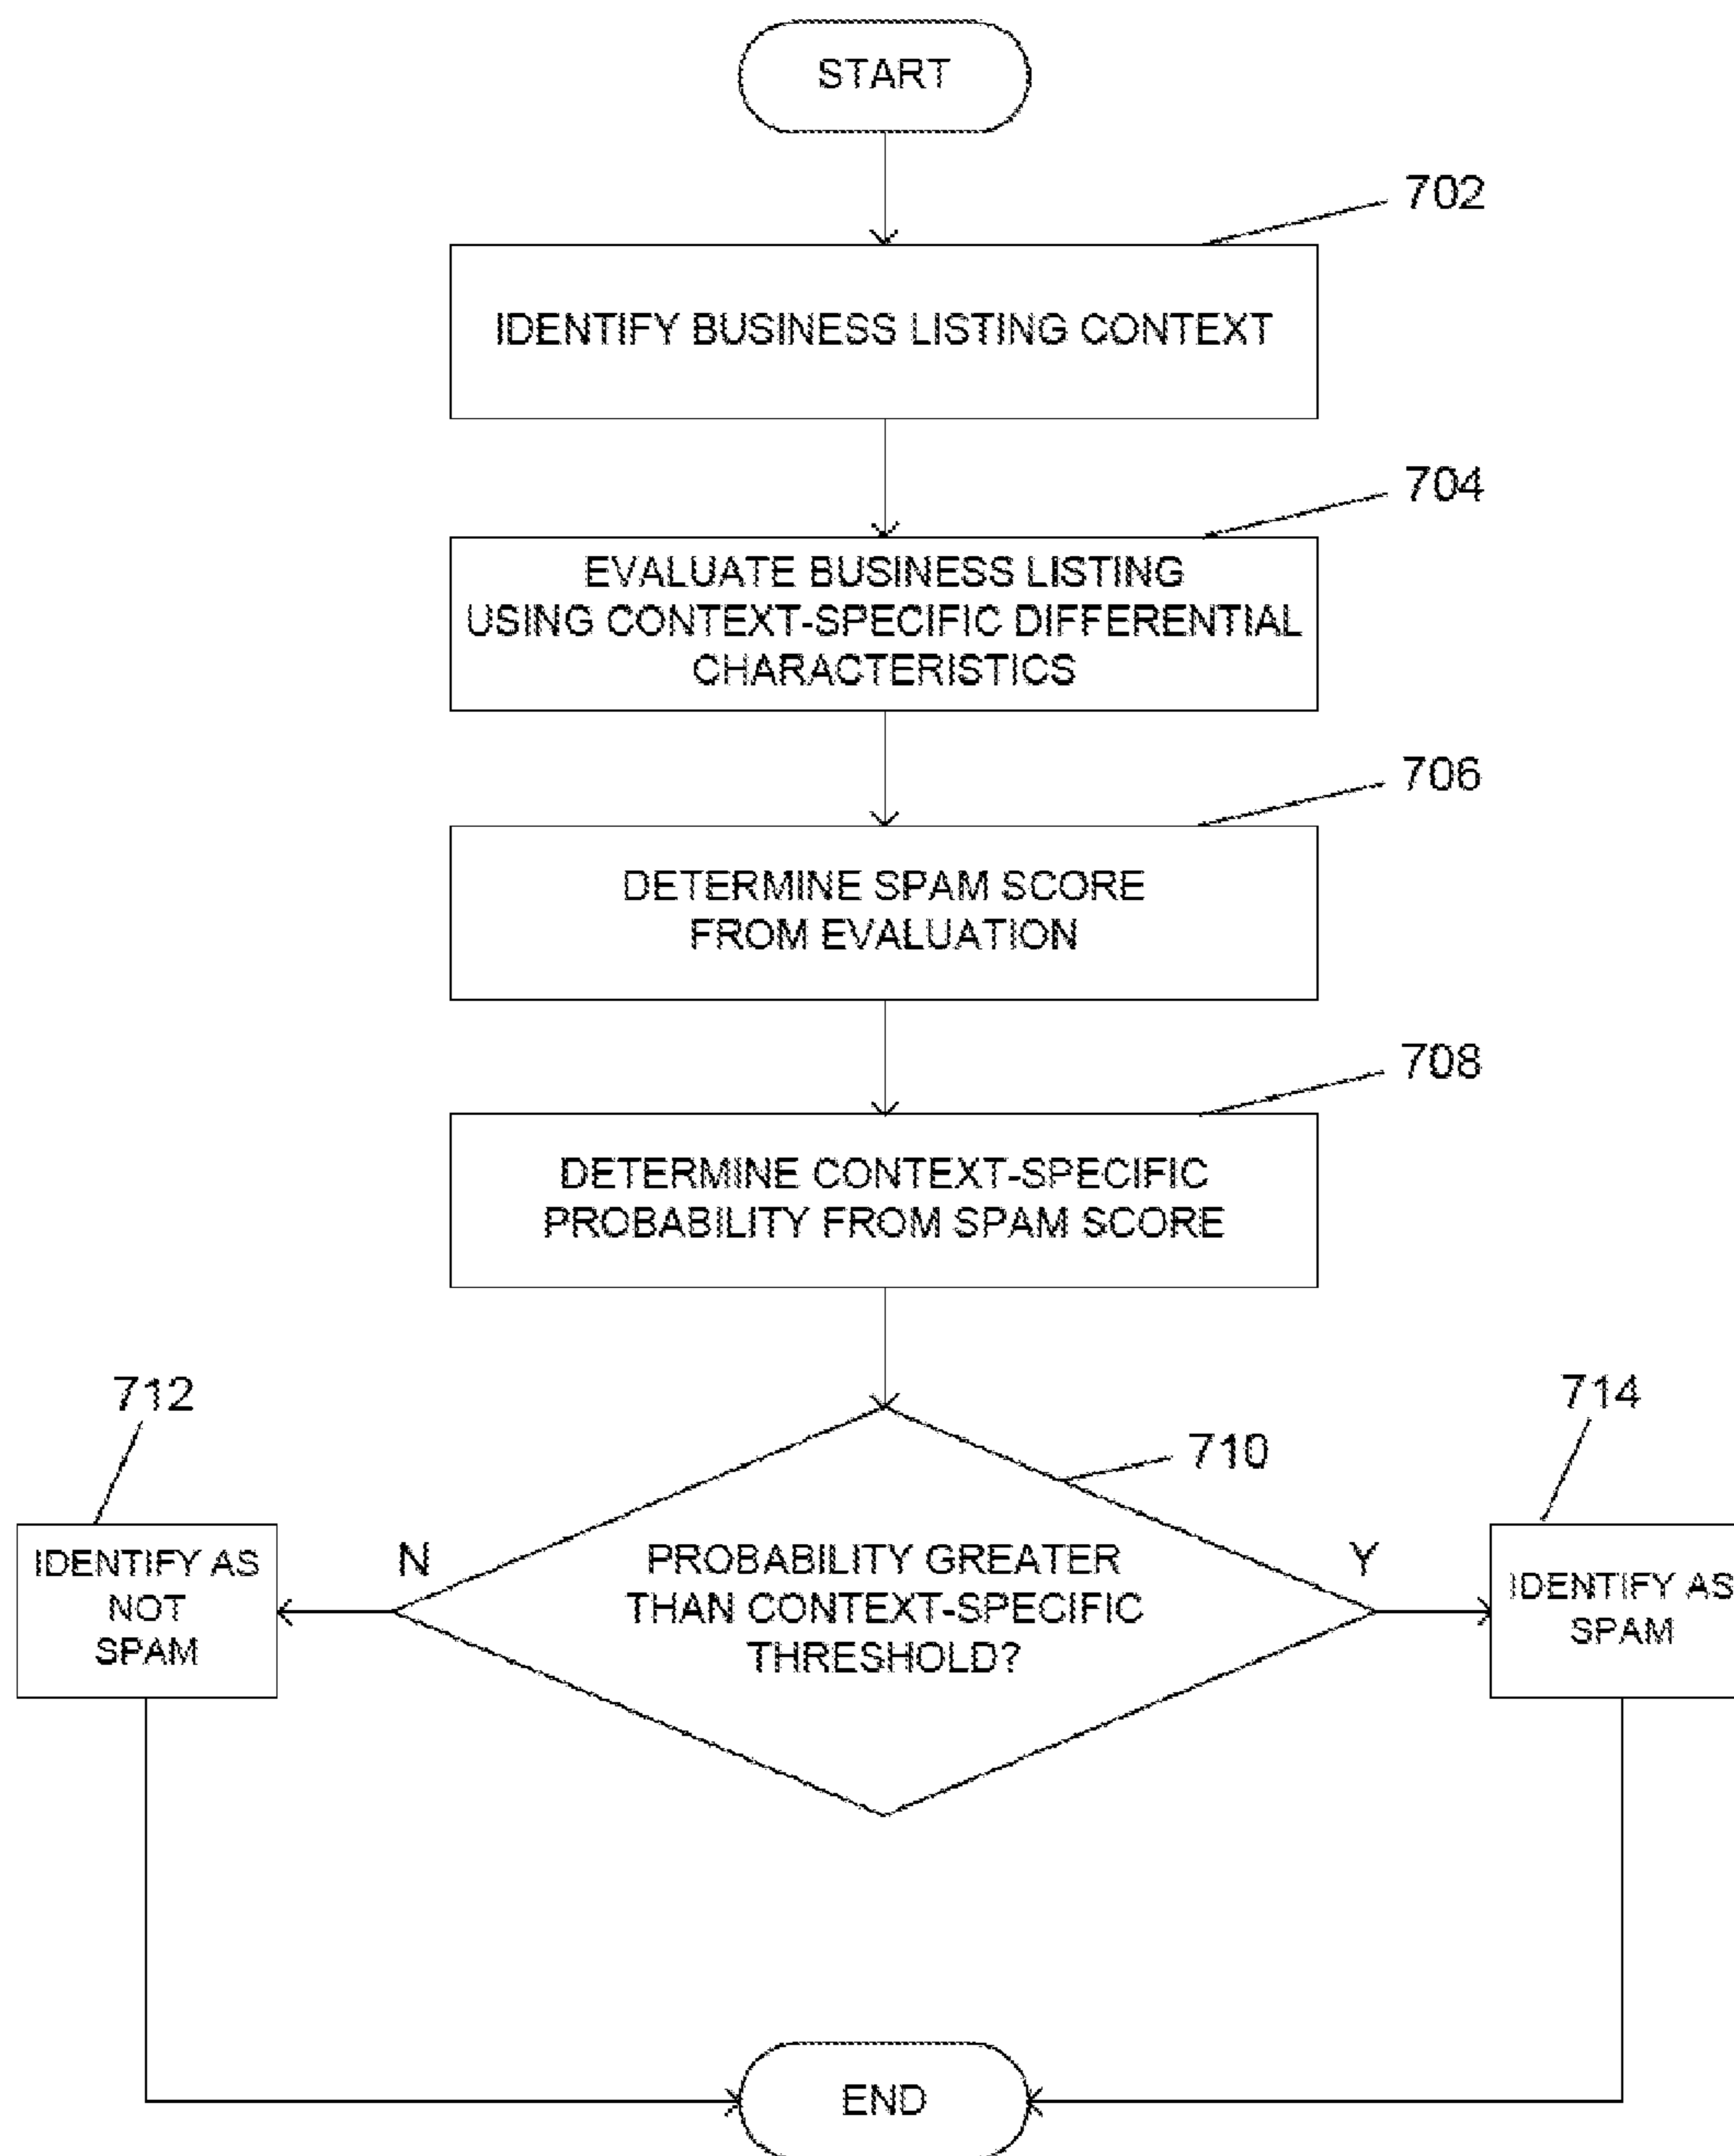 START
702
IDENTIFY BUSINESS LISTING CONTEXT
704
EVALUATE BUSINESS LISTING
USING CONTEXT-SPECIFIC DIFFERENTIAL
CHARACTERISTICS
706
DETERMINE SPAM SCORE
FROM EVALUATION
708
DETERMINE CONTEXT-SPECIFIC
PROBABILITY FROM SPAM SCORE
712
714
710
IDENTIFY AS
NOT
SPAM
N
PROBABILITY GREATER
THAN CONTEXT-SPECIFIC
THRESHOLD?
Y
IDENTIFY AS
SPAM
END